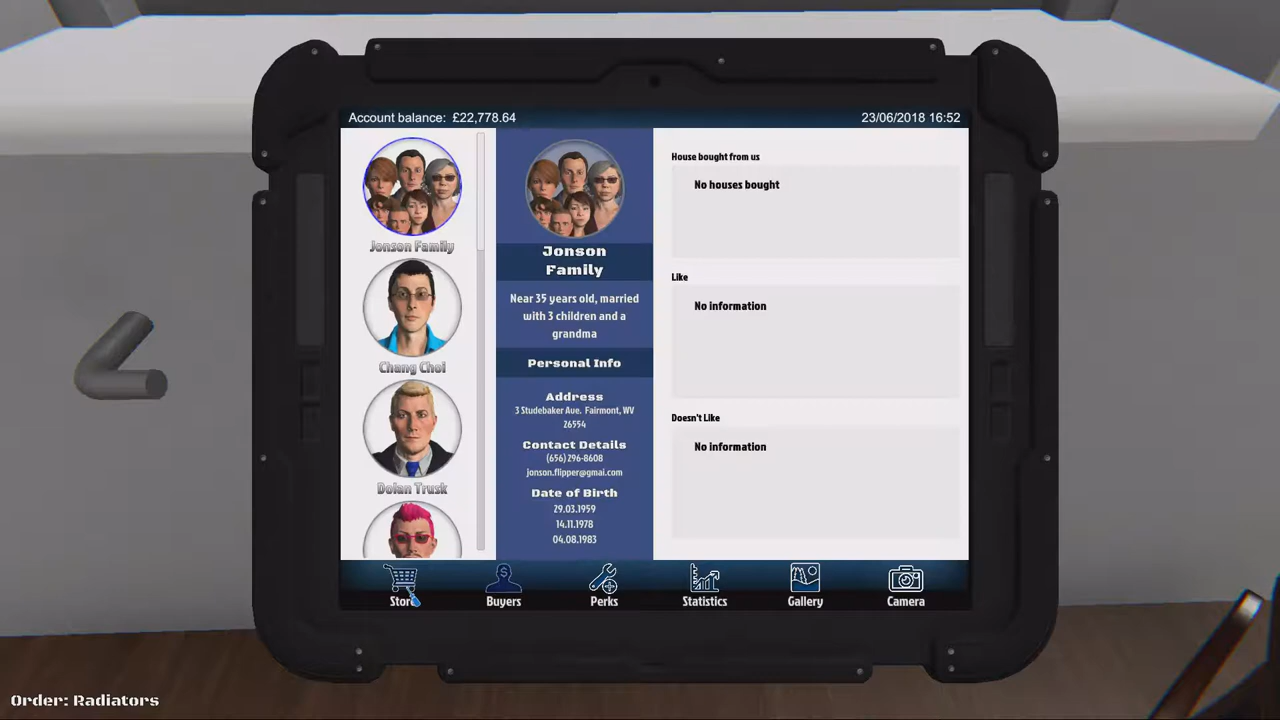 Account balance: £22,778.64
23/06/2018 16:52
Jonson Family
Chang Choi
Dolan Trusk
Jonson
Family
Near 35 years old, married
with 3 children and a
grandma
Personal Info
Address
3 Studebaker Ave. Fairmont, WV
26554
Contact Details
(656) 296-8608
jonson.flipper@gmai.com
Date of Birth
29.03.1959
14.11.1978
04.08.1983
House bought from us
No houses bought
Like
No information
Doesn't Like
No information
Store
Buyers
Perks
Statistics
Gallery
Camera
Order: Radiators